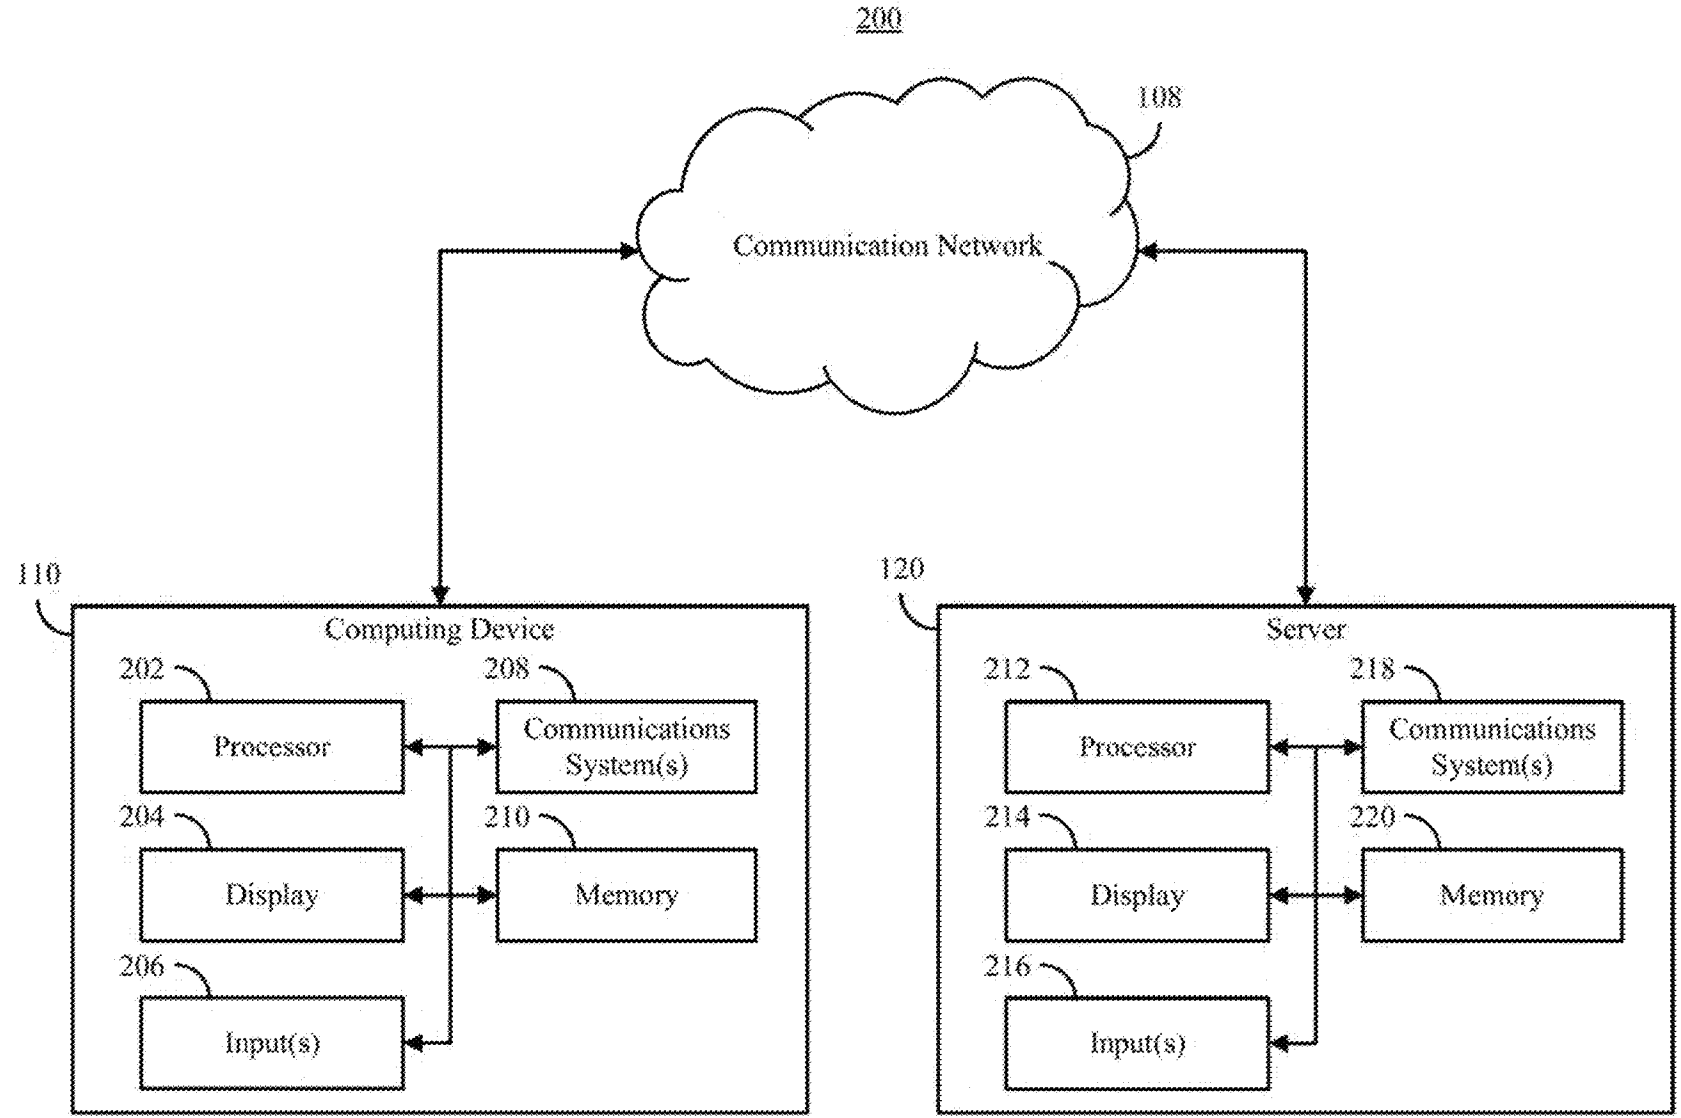 200
108
Communication Network
110
120
Computing Device
Server
202
208
Processor
Communications
System(s)
204
210
Display
Memory
206
Input(s)
212
218
Processor
Communications
System(s)
214
220
Display
Memory
216
Input(s)